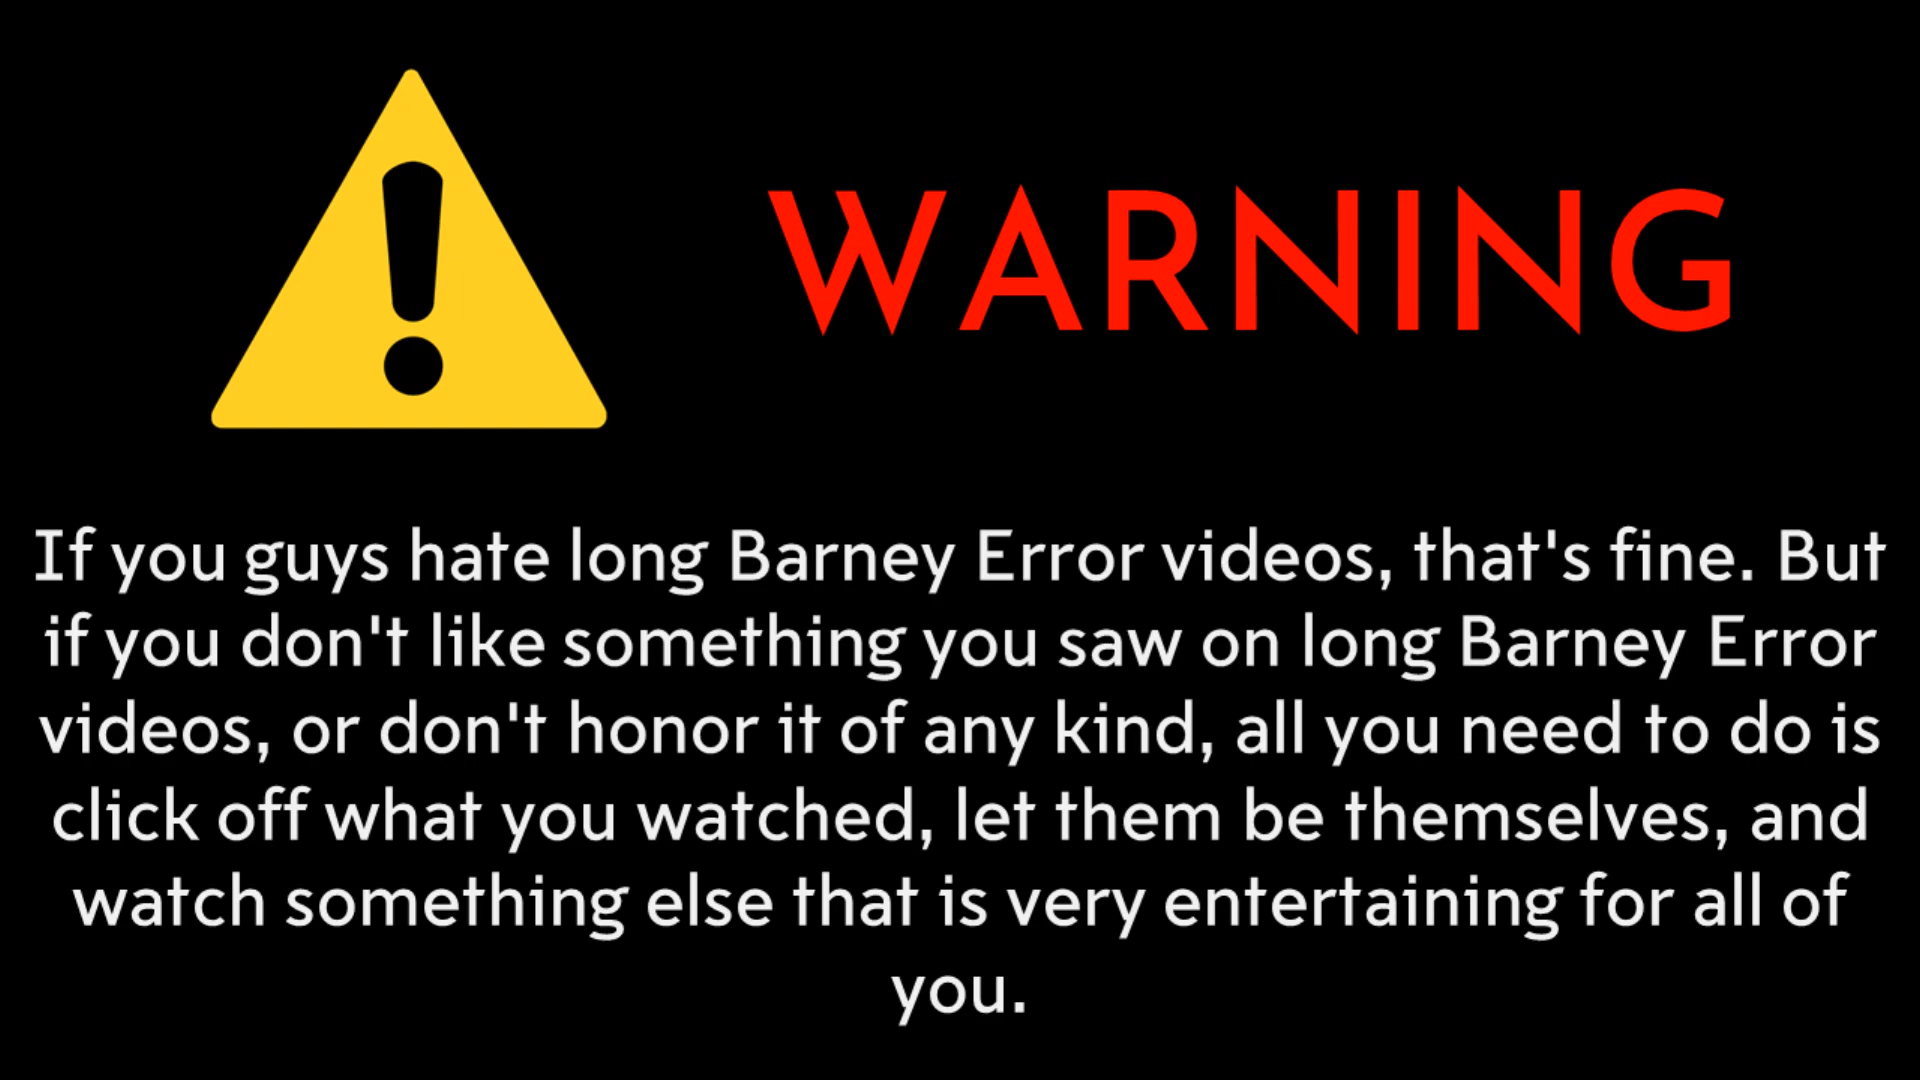 WARNING
If you guys hate long Barney Error videos, that's fine. But
if you don't like something you saw on long Barney Error
videos, or don't honor it of any kind, all you need to do is
click off what you watched, let them be themselves, and
watch something else that is very entertaining for all of
you.